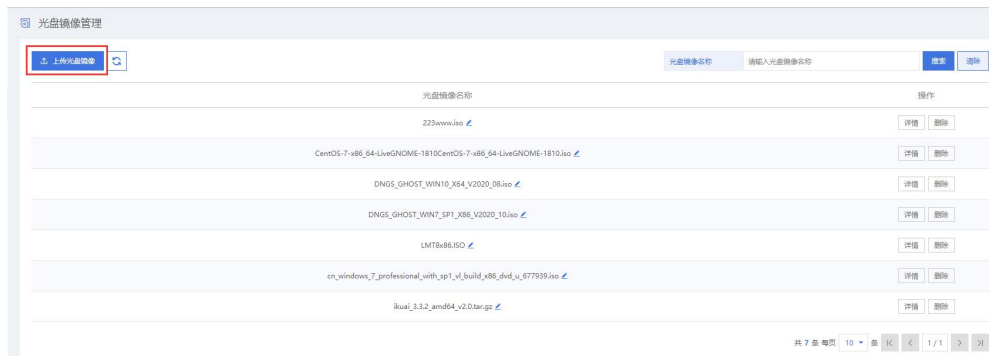 光盘镜像管理
上传光盘镜像 光盘镜像名称 请输入光盘镜像名称 搜索 清除
光盘镜像名称 操作
223www.iso 详情 删除
CentOS-7-x86_64-LiveGNOME-1810CentOS-7-x86_64-LiveGNOME-1810.iso 详情 删除
DNGS_GHOST_WIN10_X64_V2020_08.iso 详情 删除
DNGS_GHOST_WIN7_SP1_X86_V2020_10.iso 详情 删除
LMT8x86.ISO 详情 删除
cn_windows_7_professional_with_sp1_vl_build_x86_dvd_u_677939.iso 详情 删除
ikuai_3.3.2_amd64_v2.0.tar.gz 详情 删除
共 7 条 每页 10 条 1 / 1